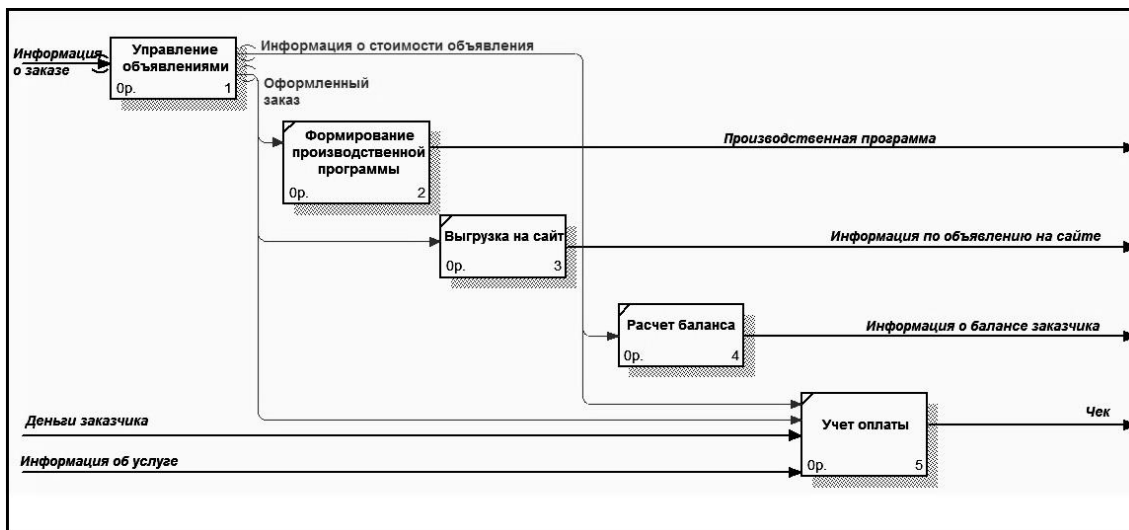 Информация
о заказе
Управление
объявлениями
0р. 1
Информация о стоимости объявления
Оформленный
заказ
Формирование
производственной
программы
0р. 2
Производственная программа
Выгрузка на сайт
0р. 3
Информация по объявлению на сайте
Расчет баланса
0р. 4
Информация о балансе заказчика
Деньги заказчика
Информация об услуге
Учет оплаты
0р. 5
Чек